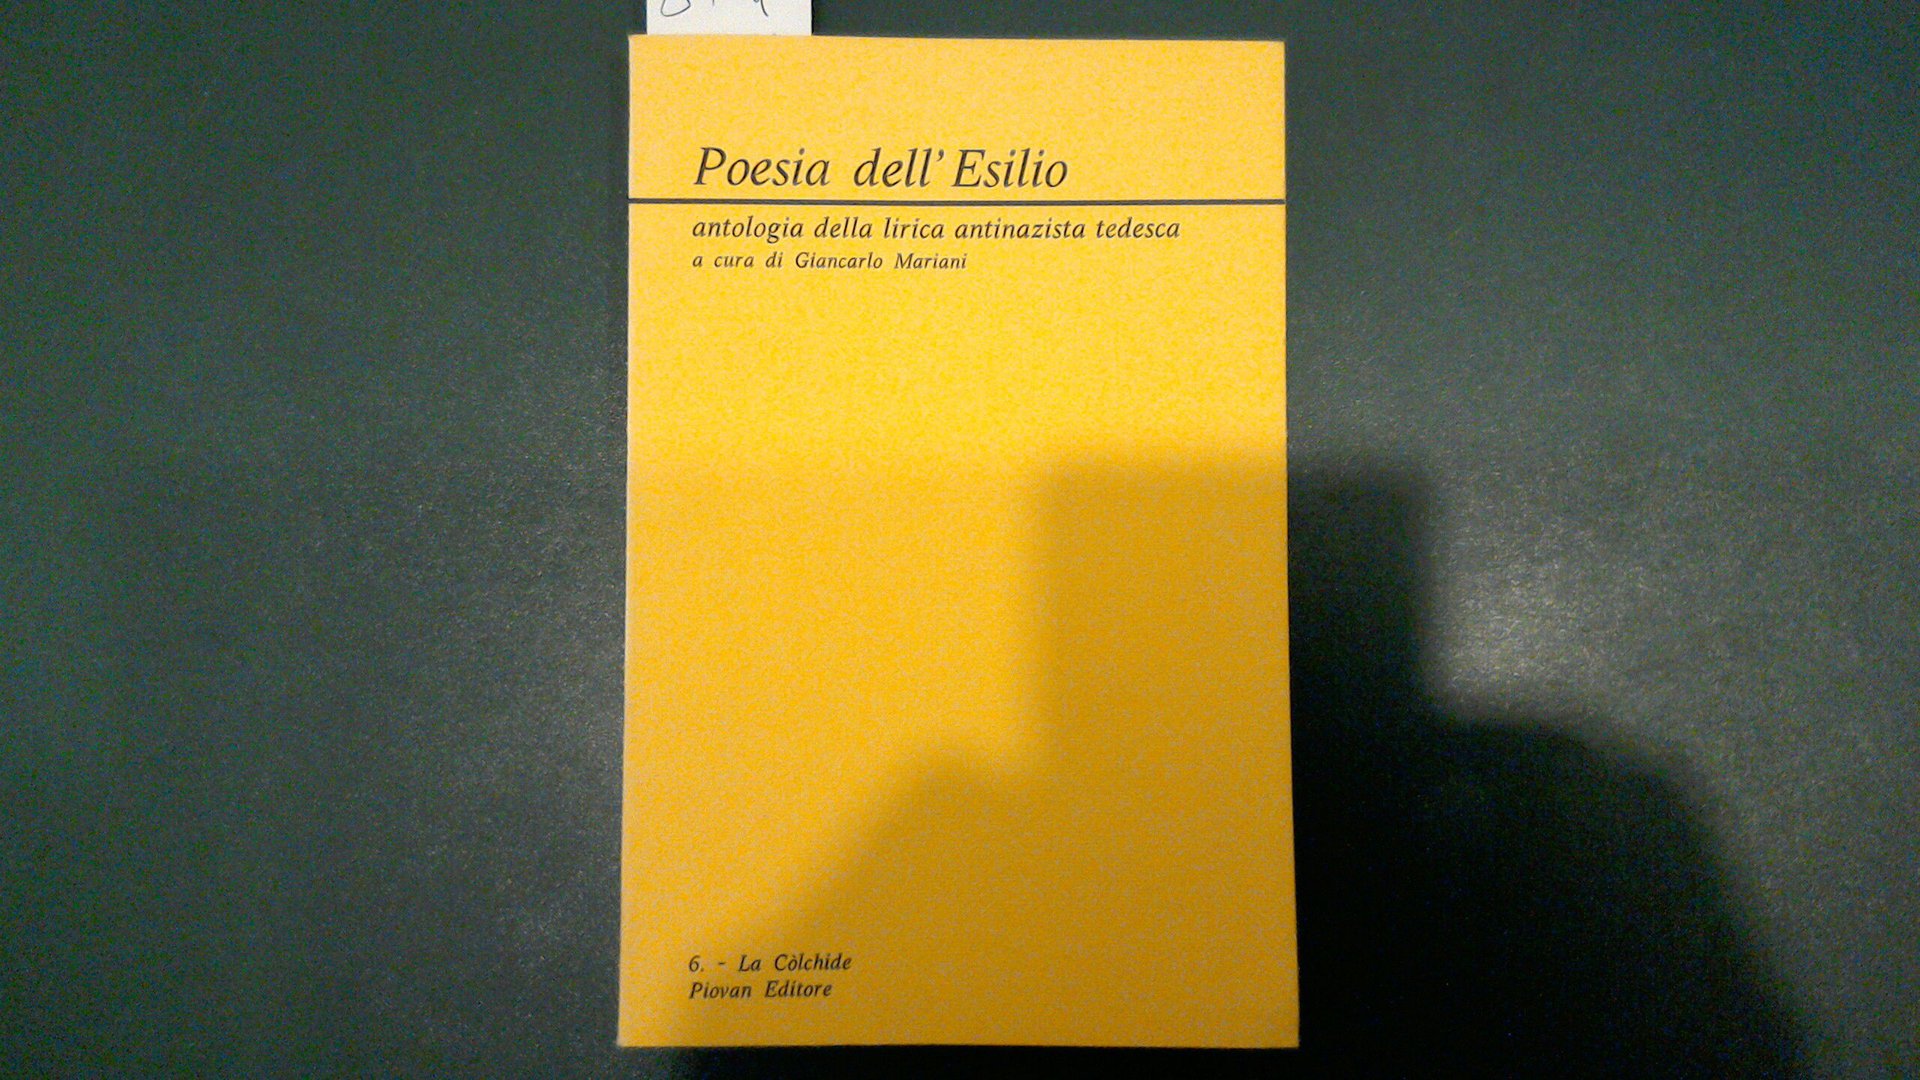 Poesia dell'Esilio
antologia della lirica antinazista tedesca
a cura di Giancarlo Mariani
6. - La Còlchide
Piovan Editore